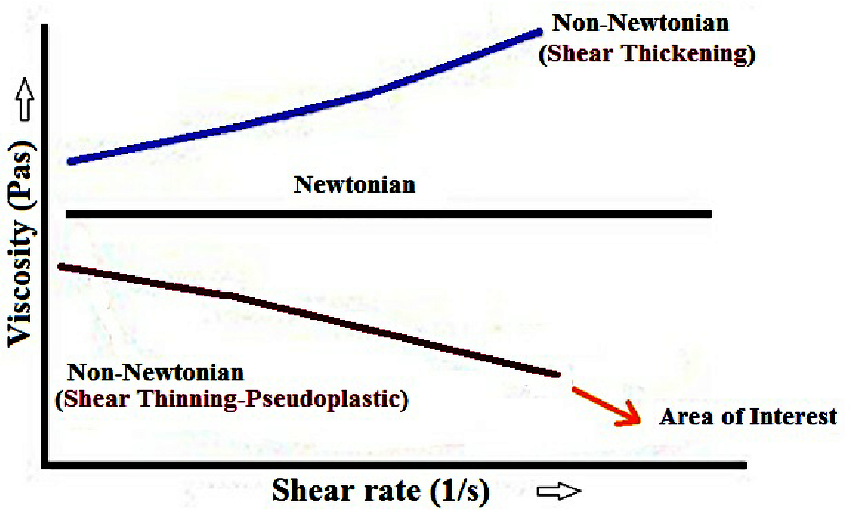 Non-Newtonian
(Shear Thickening)
Viscosity (Pas)
Newtonian
Non-Newtonian
(Shear Thinning-Pseudoplastic)
Area of Interest
Shear rate (1/s)